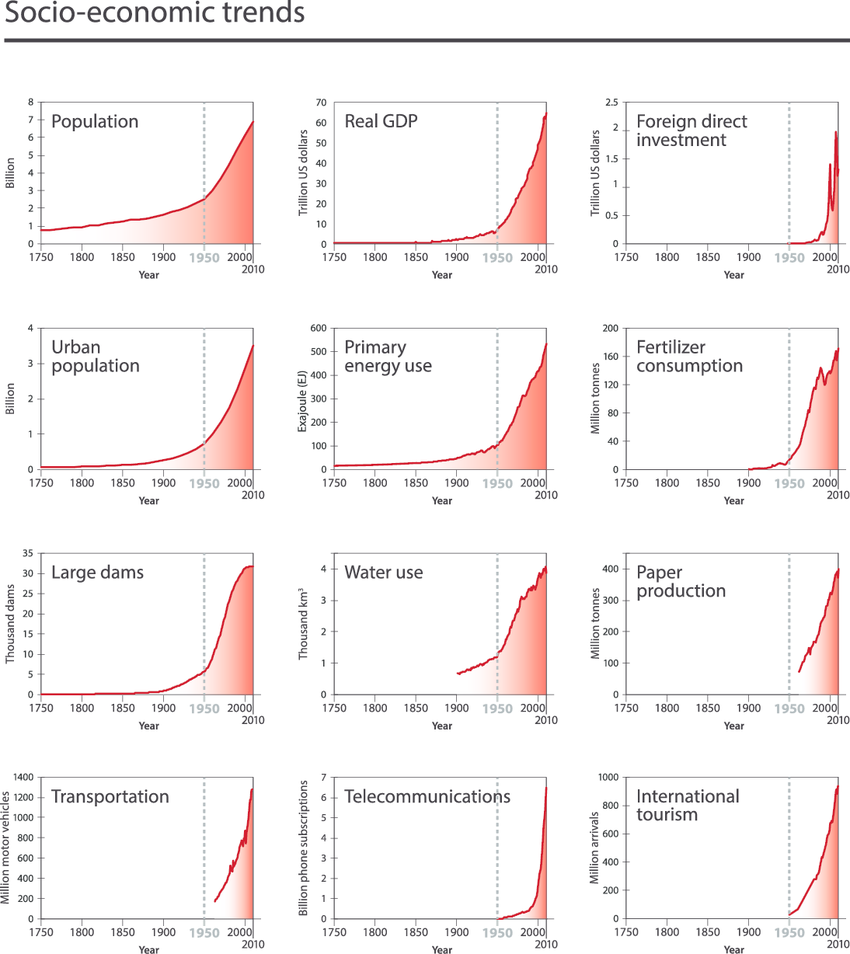 Socio-economic trends
Population
Billion
8
7
6
5
4
3
2
1
0
1750 1800 1850 1900 1950 2000 2010
Year
Real GDP
Trillion US dollars
70
60
50
40
30
20
10
0
1750 1800 1850 1900 1950 2000 2010
Year
Foreign direct
investment
Trillion US dollars
2.5
2
1.5
1
0.5
0
1750 1800 1850 1900 1950 2000 2010
Year
Urban
population
Billion
4
3
2
1
0
1750 1800 1850 1900 1950 2000 2010
Year
Primary
energy use
Exajoule (EJ)
600
500
400
300
200
100
0
1750 1800 1850 1900 1950 2000 2010
Year
Fertilizer
consumption
Million tonnes
200
160
120
80
40
0
1750 1800 1850 1900 1950 2000 2010
Year
Large dams
Thousand dams
35
30
25
20
15
10
5
0
1750 1800 1850 1900 1950 2000 2010
Year
Water use
Thousand km³
4
3
2
1
0
1750 1800 1850 1900 1950 2000 2010
Year
Paper
production
Million tonnes
400
300
200
100
0
1750 1800 1850 1900 1950 2000 2010
Year
Transportation
Million motor vehicles
1400
1200
1000
800
600
400
200
0
1750 1800 1850 1900 1950 2000 2010
Year
Telecommunications
Billion phone subscriptions
7
6
5
4
3
2
1
0
1750 1800 1850 1900 1950 2000 2010
Year
International
tourism
Million arrivals
1000
800
600
400
200
0
1750 1800 1850 1900 1950 2000 2010
Year